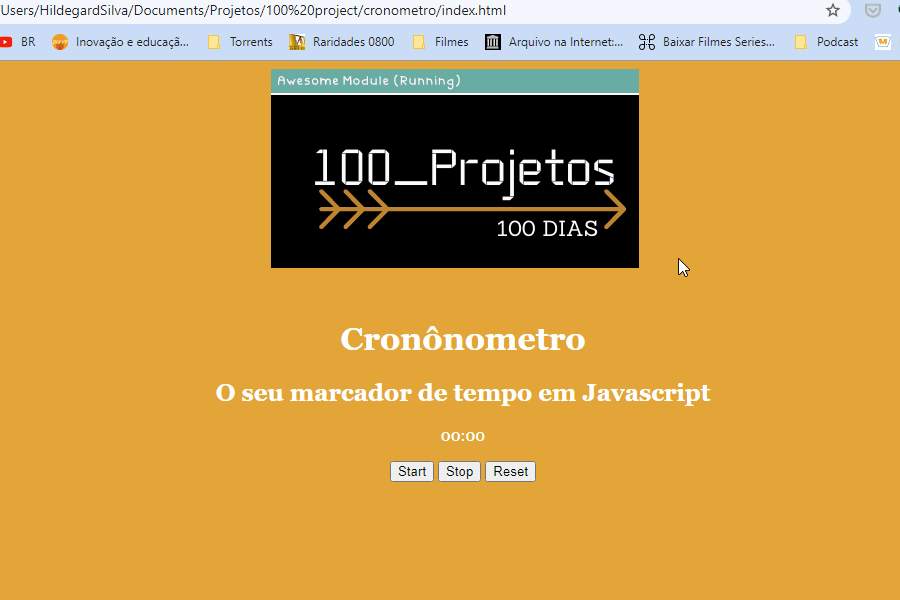 Users/HildegardSilva/Documents/Projetos/100%20project/cronometro/index.html
BR Inovação e educaçã... Torrents Raridades 0800 Filmes Arquivo na Internet:... Baixar Filmes Series... Podcast
Awesome Module (Running)
100_Projetos
100 DIAS
Cronônometro
O seu marcador de tempo em Javascript
00:00
Start Stop Reset